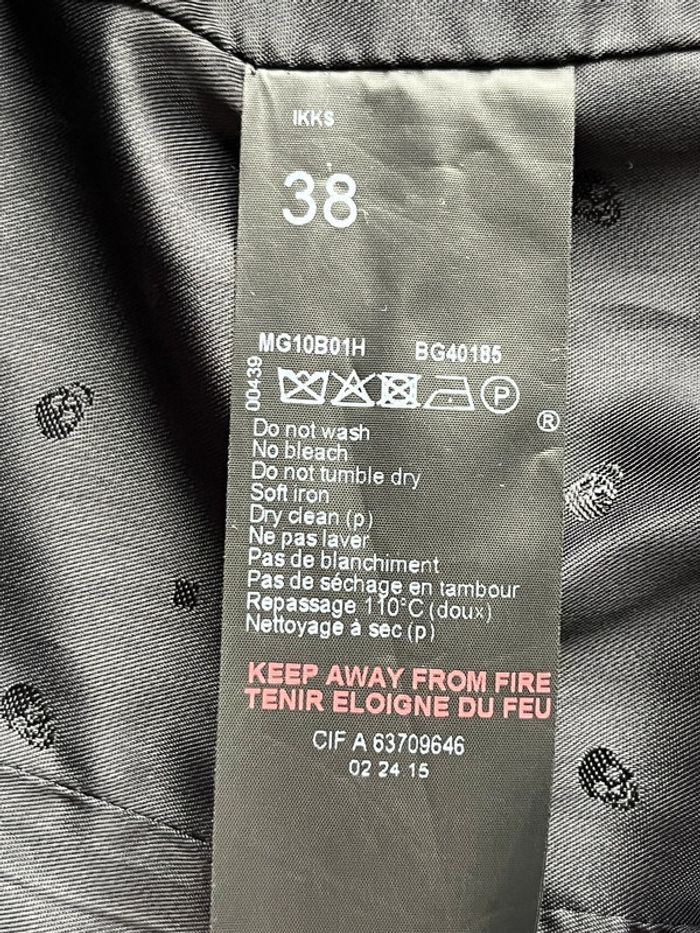 IKKS
38
MG10B01H BG40185
00439
P
®
Do not wash
No bleach
Do not tumble dry
Soft iron
Dry clean (p)
Ne pas laver
Pas de blanchiment
Pas de séchage en tambour
Repassage 110°C (doux)
Nettoyage à sec (p)
KEEP AWAY FROM FIRE
TENIR ELOIGNE DU FEU
CIF A 63709646
02 24 15